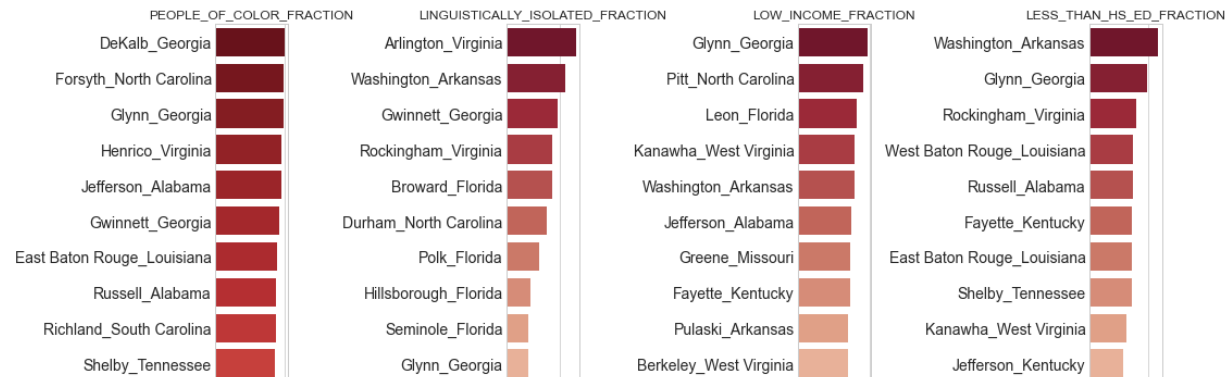 PEOPLE_OF_COLOR_FRACTION
DeKalb_Georgia
Forsyth_North Carolina
Glynn_Georgia
Henrico_Virginia
Jefferson_Alabama
Gwinnett_Georgia
East Baton Rouge_Louisiana
Russell_Alabama
Richland_South Carolina
Shelby_Tennessee
LINGUISTICALLY_ISOLATED_FRACTION
Arlington_Virginia
Washington_Arkansas
Gwinnett_Georgia
Rockingham_Virginia
Broward_Florida
Durham_North Carolina
Polk_Florida
Hillsborough_Florida
Seminole_Florida
Glynn_Georgia
LOW_INCOME_FRACTION
Glynn_Georgia
Pitt_North Carolina
Leon_Florida
Kanawha_West Virginia
Washington_Arkansas
Jefferson_Alabama
Greene_Missouri
Fayette_Kentucky
Pulaski_Arkansas
Berkeley_West Virginia
LESS_THAN_HS_ED_FRACTION
Washington_Arkansas
Glynn_Georgia
Rockingham_Virginia
West Baton Rouge_Louisiana
Russell_Alabama
Fayette_Kentucky
East Baton Rouge_Louisiana
Shelby_Tennessee
Kanawha_West Virginia
Jefferson_Kentucky